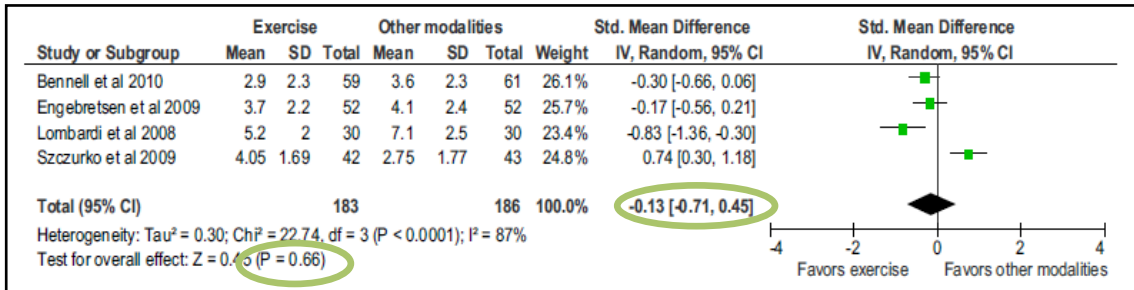 Exercise Other modalities Std. Mean Difference Std. Mean Difference
Study or Subgroup Mean SD Total Mean SD Total Weight IV, Random, 95% CI IV, Random, 95% CI
Bennell et al 2010 2.9 2.3 59 3.6 2.3 61 26.1% -0.30 [-0.66, 0.06]
Engebretsen et al 2009 3.7 2.2 52 4.1 2.4 52 25.7% -0.17 [-0.56, 0.21]
Lombardi et al 2008 5.2 2 30 7.1 2.5 30 23.4% -0.83 [-1.36, -0.30]
Szczurko et al 2009 4.05 1.69 42 2.75 1.77 43 24.8% 0.74 [0.30, 1.18]
Total (95% CI) 183 186 100.0% -0.13 [-0.71, 0.45]
Heterogeneity: Tau² = 0.30; Chi² = 22.74, df = 3 (P < 0.0001); I² = 87%
Test for overall effect: Z = (P = 0.66)
-4 -2 0 2 4
Favors exercise Favors other modalities